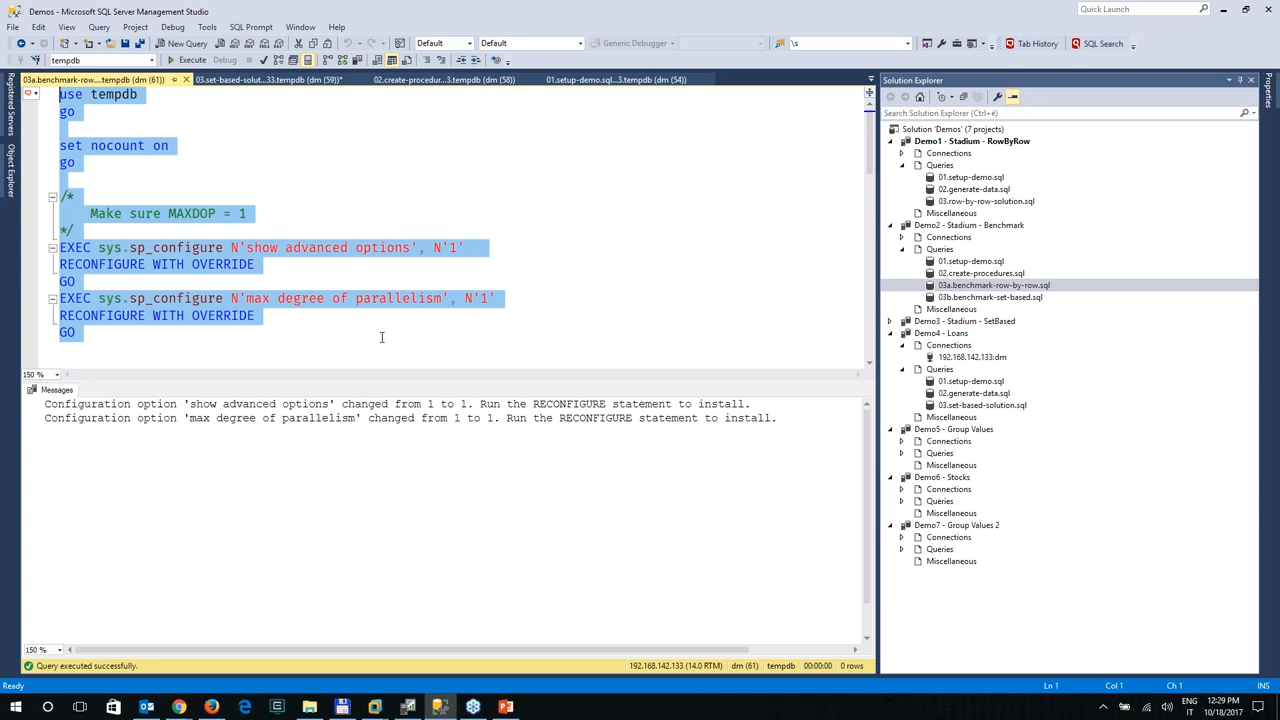 Demos - Microsoft SQL Server Management Studio
Quick Launch
File Edit View Query Project Debug Tools SQL Prompt Window Help
New Query Default Default Generic Debugger \s Tab History SQL Search
tempdb Execute Debug
03a.benchmark-row....tempdb (dm (61)) 03.set-based-solut...33.tempdb (dm (59))* 02.create-procedur...3.tempdb (dm (58)) 01.setup-demo.sql...3.tempdb (dm (54))
Registered Servers
Object Explorer
use tempdb
go
set nocount on
go
/*
Make sure MAXDOP = 1
*/
EXEC sys.sp_configure N'show advanced options', N'1'
RECONFIGURE WITH OVERRIDE
GO
EXEC sys.sp_configure N'max degree of parallelism', N'1'
RECONFIGURE WITH OVERRIDE
GO
150 %
Messages
Configuration option 'show advanced options' changed from 1 to 1. Run the RECONFIGURE statement to install.
Configuration option 'max degree of parallelism' changed from 1 to 1. Run the RECONFIGURE statement to install.
150 %
Query executed successfully. 192.168.142.133 (14.0 RTM) dm (61) tempdb 00:00:00 0 rows
Solution Explorer
Search Solution Explorer (Ctrl+è)
Solution 'Demos' (7 projects)
Demo1 - Stadium - RowByRow
Connections
Queries
01.setup-demo.sql
02.generate-data.sql
03.row-by-row-solution.sql
Miscellaneous
Demo2 - Stadium - Benchmark
Connections
Queries
01.setup-demo.sql
02.create-procedures.sql
03a.benchmark-row-by-row.sql
03b.benchmark-set-based.sql
Miscellaneous
Demo3 - Stadium - SetBased
Demo4 - Loans
Connections
192.168.142.133:dm
Queries
01.setup-demo.sql
02.generate-data.sql
03.set-based-solution.sql
Miscellaneous
Demo5 - Group Values
Connections
Queries
Miscellaneous
Demo6 - Stocks
Connections
Queries
Miscellaneous
Demo7 - Group Values 2
Connections
Queries
Miscellaneous
Properties
Ready Ln 1 Col 1 Ch 1 INS
ENG 12:29 PM
IT 10/18/2017